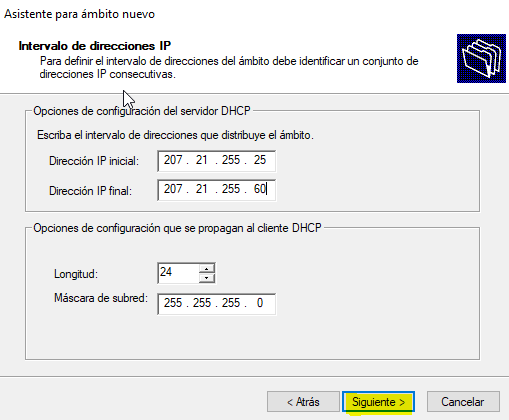 Asistente para ámbito nuevo
Intervalo de direcciones IP
Para definir el intervalo de direcciones del ámbito debe identificar un conjunto de
direcciones IP consecutivas.
Opciones de configuración del servidor DHCP
Escriba el intervalo de direcciones que distribuye el ámbito.
Dirección IP inicial: 207 . 21 . 255 . 25
Dirección IP final: 207 . 21 . 255 . 60
Opciones de configuración que se propagan al cliente DHCP
Longitud: 24
Máscara de subred: 255 . 255 . 255 . 0
< Atrás Siguiente > Cancelar